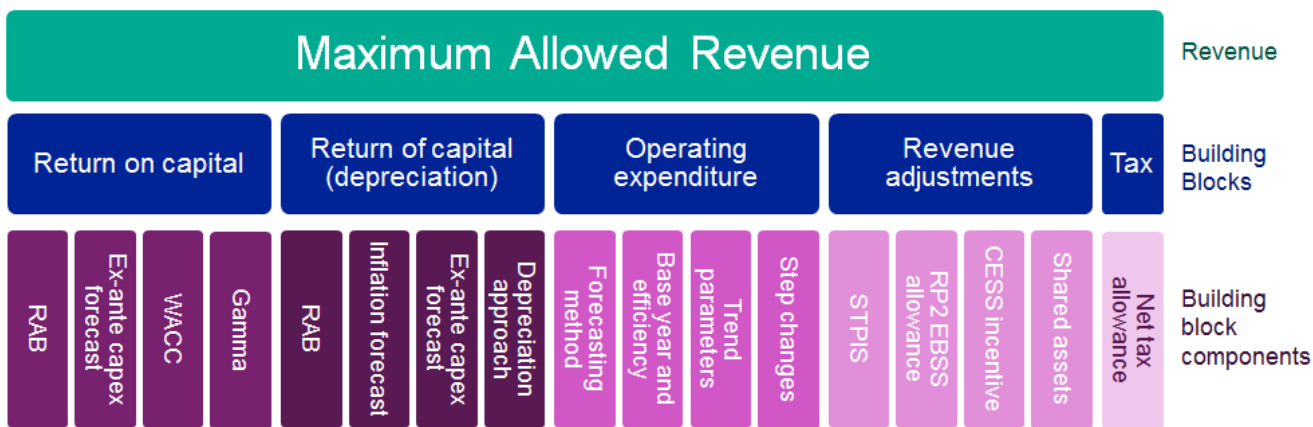 Maximum Allowed Revenue
Revenue
Return on capital
Return of capital
(depreciation)
Operating
expenditure
Revenue
adjustments
Tax
Building
Blocks
RAB
Ex-ante capex
forecast
WACC
Gamma
RAB
Inflation forecast
Ex-ante capex
forecast
Depreciation
approach
Forecasting
method
Base year and
efficiency
Trend
parameters
Step changes
STPIS
RP2 EBSS
allowance
CESS incentive
Shared assets
Net tax
allowance
Building
block
components